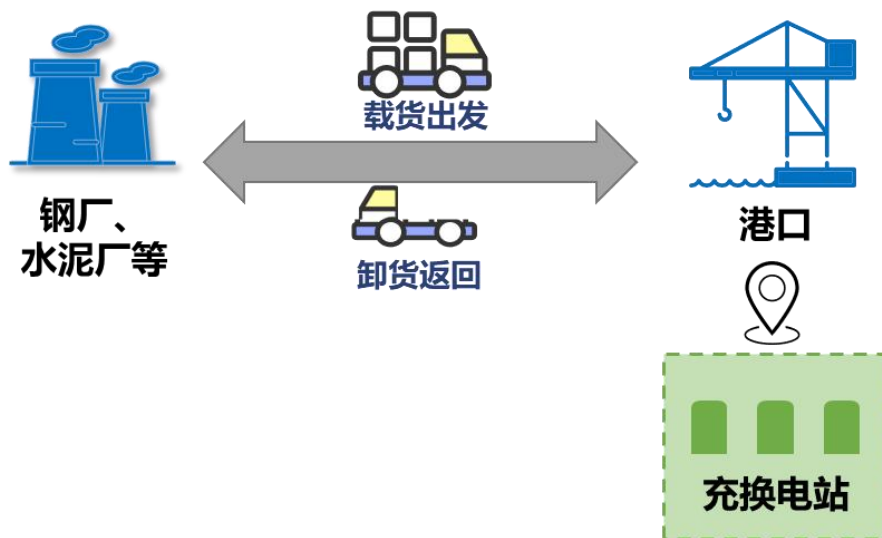 载货出发
钢厂、
水泥厂等
港口
卸货返回
充换电站